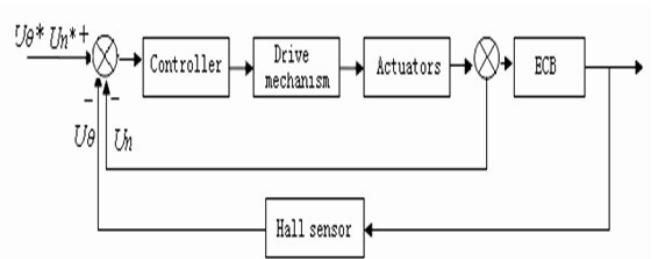 Uθ* Un* +
Controller
Drive
mechanism
Actuators
ECB
− −
Uθ Un
Hall sensor